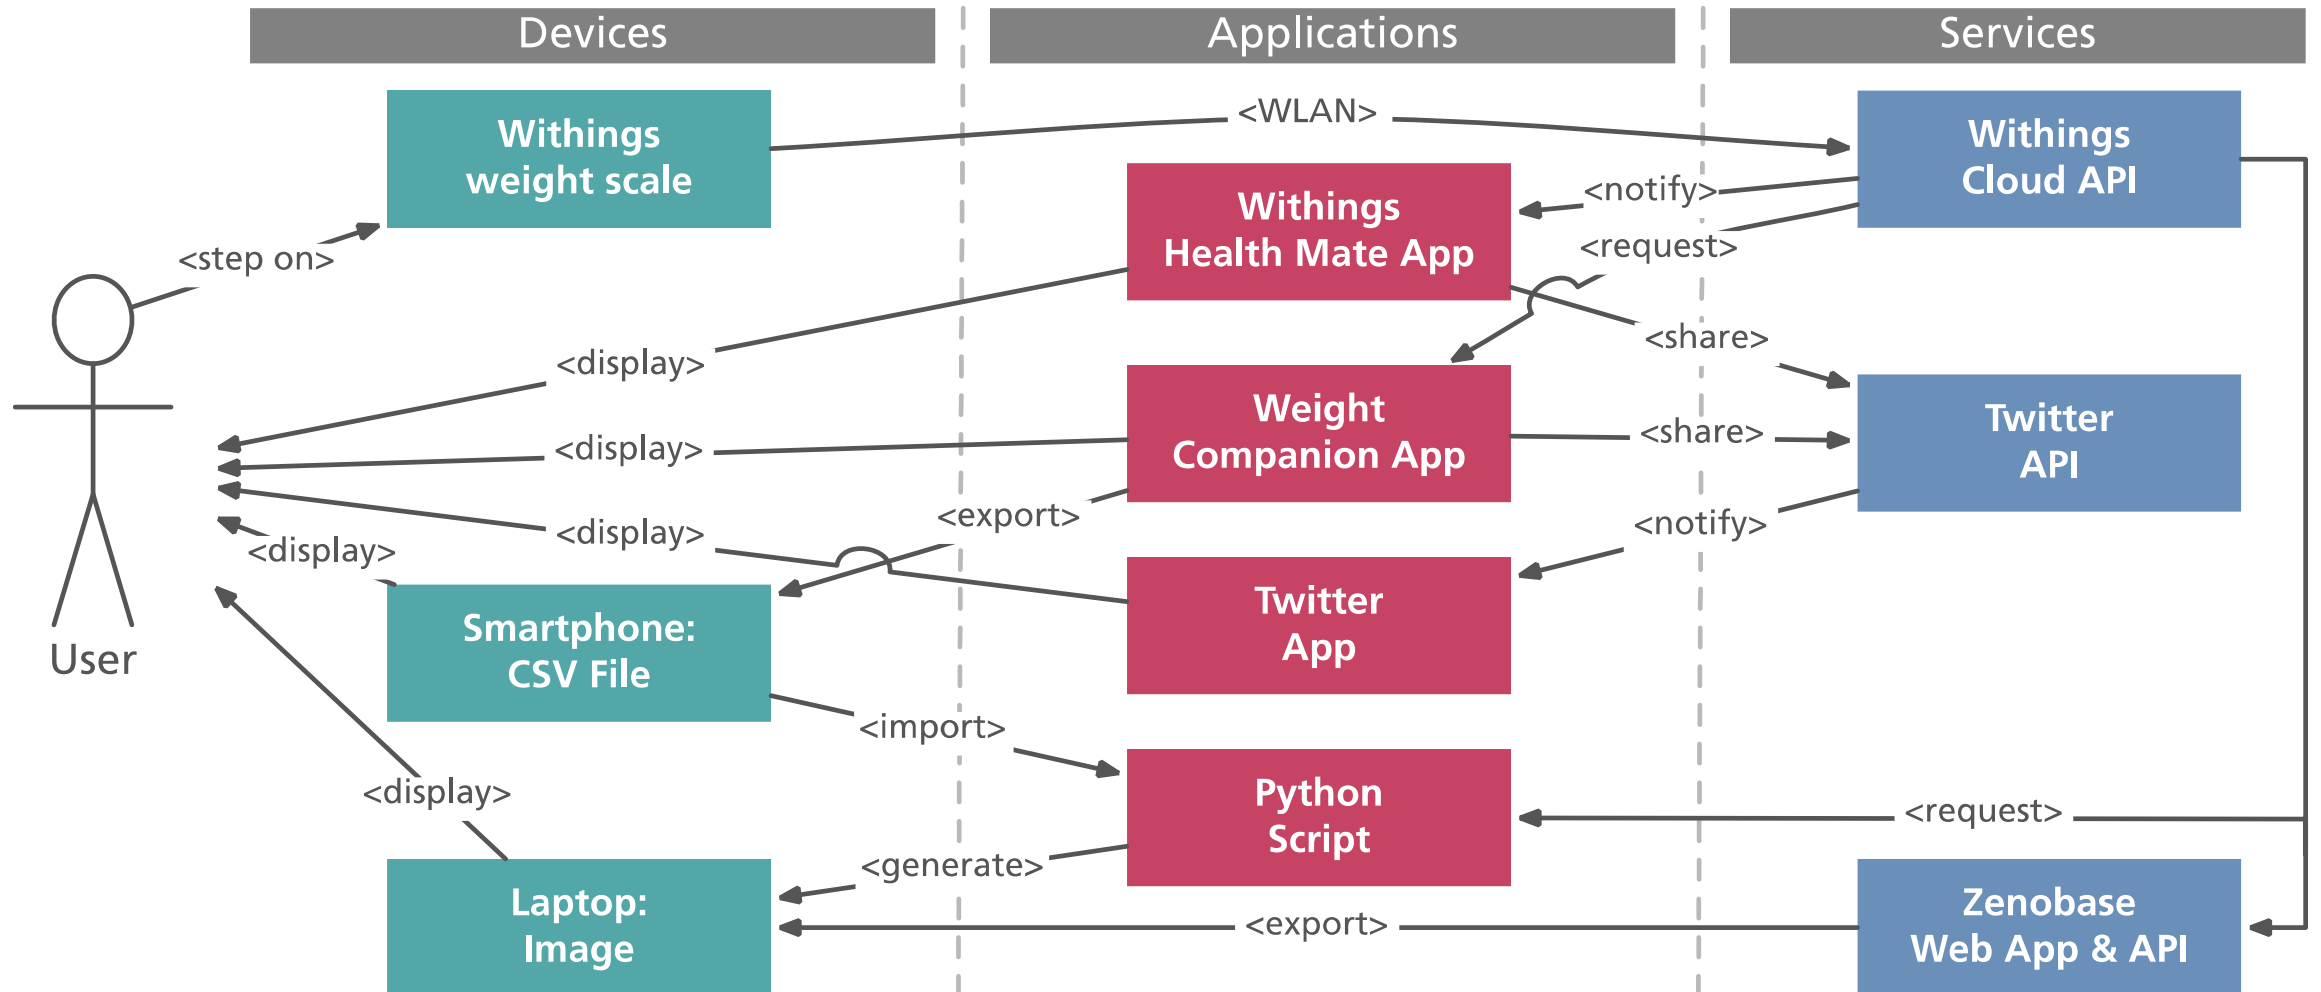 Devices
Applications
Services
Withings
weight scale
<WLAN>
Withings
Cloud API
<step on>
Withings
Health Mate App
<notify>
<request>
<display>
<share>
Weight
Companion App
<display>
<share>
Twitter
API
<export>
<notify>
<display>
<display>
User
Smartphone:
CSV File
Twitter
App
<import>
<display>
Python
Script
<request>
<generate>
Laptop:
Image
<export>
Zenobase
Web App & API